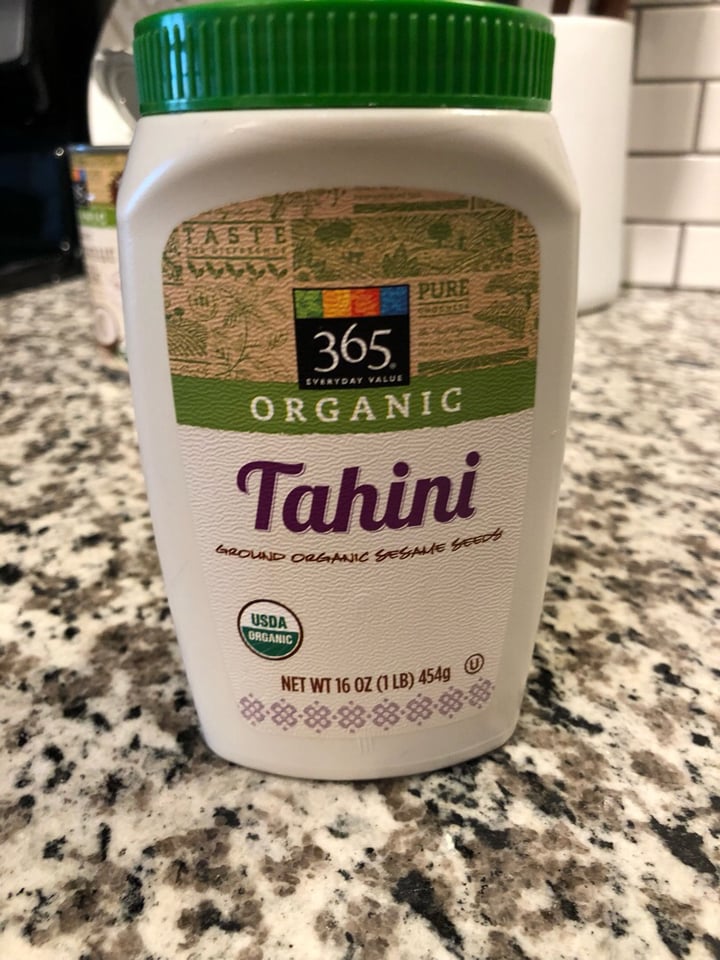 TASTE
PURE
365
EVERYDAY VALUE
ORGANIC
Tahini
GROUND ORGANIC SESAME SEEDS
USDA
ORGANIC
NET WT 16 OZ (1 LB) 454g
U